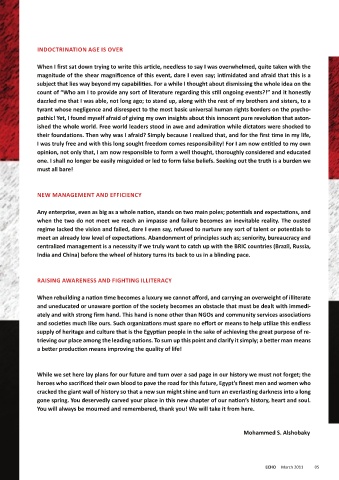 INDOCTRINATION AGE IS OVER
When I first sat down trying to write this article, needless to say I was overwhelmed, quite taken with the
magnitude of the shear magnificence of this event, dare I even say; intimidated and afraid that this is a
subject that lies way beyond my capabilities. For a while I thought about dismissing the whole idea on the
count of "Who am I to provide any sort of literature regarding this still ongoing events?!" and it honestly
dazzled me that I was able, not long ago; to stand up, along with the rest of my brothers and sisters, to a
tyrant whose negligence and disrespect to the most basic universal human rights borders on the psycho-
pathic! Yet, I found myself afraid of giving my own insights about this innocent pure revolution that aston-
ished the whole world. Free world leaders stood in awe and admiration while dictators were shocked to
their foundations. Then why was I afraid? Simply because I realized that, and for the first time in my life,
I was truly free and with this long sought freedom comes responsibility! For I am now entitled to my own
opinion, not only that, I am now responsible to form a well thought, thoroughly considered and educated
one. I shall no longer be easily misguided or led to form false beliefs. Seeking out the truth is a burden we
must all bare!
NEW MANAGEMENT AND EFFICIENCY
Any enterprise, even as big as a whole nation, stands on two main poles; potentials and expectations, and
when the two do not meet we reach an impasse and failure becomes an inevitable reality. The ousted
regime lacked the vision and failed, dare I even say, refused to nurture any sort of talent or potentials to
meet an already low level of expectations. Abandonment of principles such as; seniority, bureaucracy and
centralized management is a necessity if we truly want to catch up with the BRIC countries (Brazil, Russia,
India and China) before the wheel of history turns its back to us in a blinding pace.
RAISING AWARENESS AND FIGHTING ILLITERACY
When rebuilding a nation time becomes a luxury we cannot afford, and carrying an overweight of illiterate
and uneducated or unaware portion of the society becomes an obstacle that must be dealt with immedi-
ately and with strong firm hand. This hand is none other than NGOs and community services associations
and societies much like ours. Such organizations must spare no effort or means to help utilize this endless
supply of heritage and culture that is the Egyptian people in the sake of achieving the great purpose of re-
trieving our place among the leading nations. To sum up this point and clarify it simply; a better man means
a better production means improving the quality of life!
While we set here lay plans for our future and turn over a sad page in our history we must not forget; the
heroes who sacrificed their own blood to pave the road for this future, Egypt's finest men and women who
cracked the giant wall of history so that a new sun might shine and turn an everlasting darkness into a long
gone spring. You deservedly carved your place in this new chapter of our nation's history, heart and soul.
You will always be mourned and remembered, thank you! We will take it from here.
Mohammed S. Alshobaky
ECHO March 2011 05